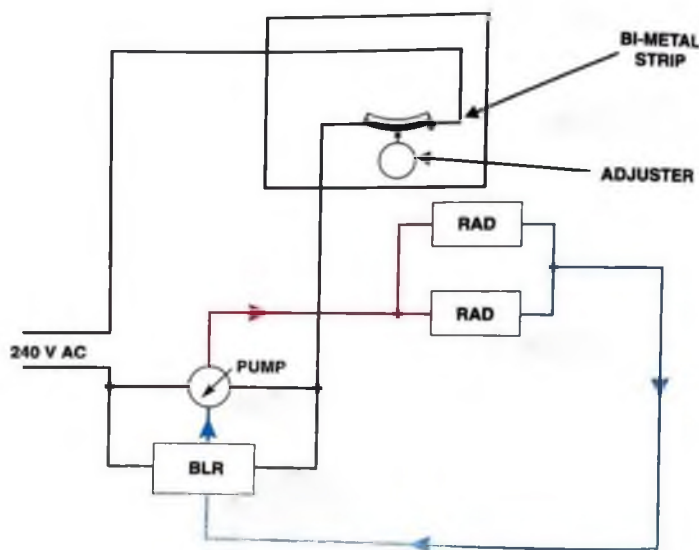 BI-METAL
STRIP
ADJUSTER
RAD
RAD
240 V AC
PUMP
BLR